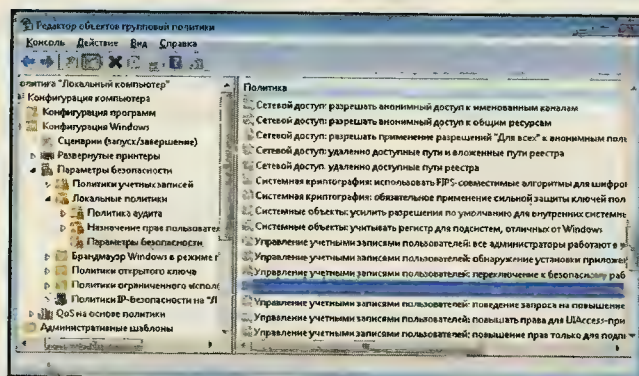 Редактор объектов групповой политики
Консоль Действие Вид Справка
олитика "Локальный компьютер"
Конфигурация компьютера
Конфигурация программ
Конфигурация Windows
Сценарии (запуск/завершение)
Развернутые принтеры
Параметры безопасности
Политики учетных записей
Локальные политики
Политика аудита
Назначение прав пользовател
Параметры безопасности
Брандмауэр Windows в режиме г
Политики открытого ключа
Политики ограниченного исполь
Политики IP-безопасности на "Л
QoS на основе политики
Административные шаблоны
Политика
Сетевой доступ: разрешать анонимный доступ к именованным каналам
Сетевой доступ: разрешать анонимный доступ к общим ресурсам
Сетевой доступ: разрешать применение разрешений "Для всех" к анонимным поль
Сетевой доступ: удаленно доступные пути и вложенные пути реестра
Сетевой доступ: удаленно доступные пути реестра
Системная криптография: использовать FIPS-совместимые алгоритмы для шифров
Системная криптография: обязательное применение сильной защиты ключей пол
Системные объекты: усилить разрешения по умолчанию для внутренних системн
Системные объекты: учитывать регистр для подсистем, отличных от Windows
Управление учетными записями пользователей: все администраторы работают в
Управление учетными записями пользователей: обнаружение установки приложен
Управление учетными записями пользователей: переключение к безопасному раб
Управление учетными записями пользователей: поведение запроса на повышение
Управление учетными записями пользователей: повышать права для UIAccess-при
Управление учетными записями пользователей: повышение прав только для подп